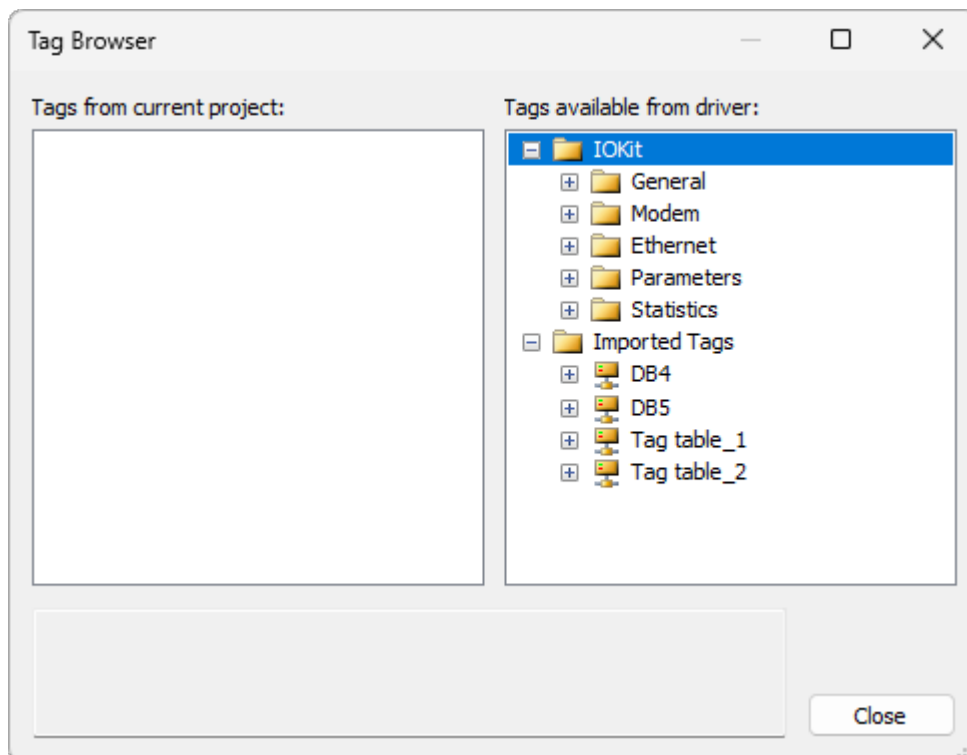 Tag Browser
Tags from current project:
Tags available from driver:
IOKit
General
Modem
Ethernet
Parameters
Statistics
Imported Tags
DB4
DB5
Tag table_1
Tag table_2
Close